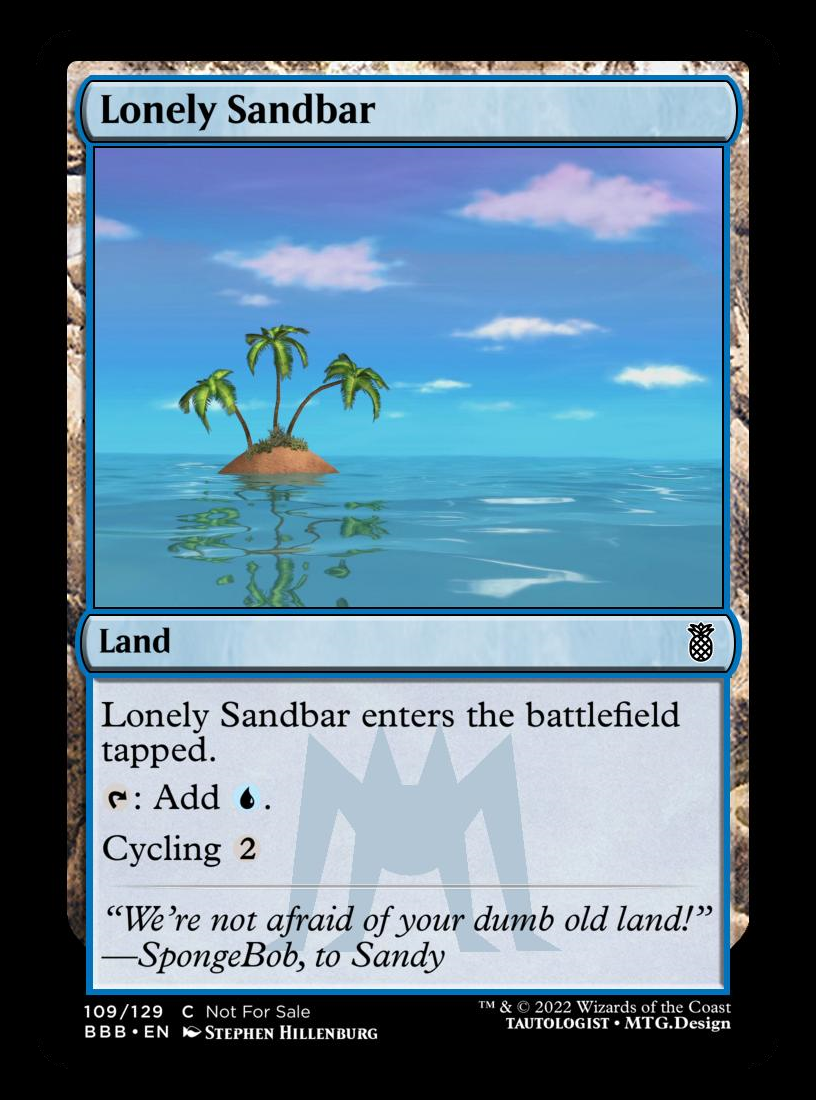 Lonely Sandbar
Land
Lonely Sandbar enters the battlefield
tapped.
: Add .
Cycling 2
“We’re not afraid of your dumb old land!”
—SpongeBob, to Sandy
109/129 C Not For Sale
BBB • EN STEPHEN HILLENBURG
™ & © 2022 Wizards of the Coast
TAUTOLOGIST • MTG.Design